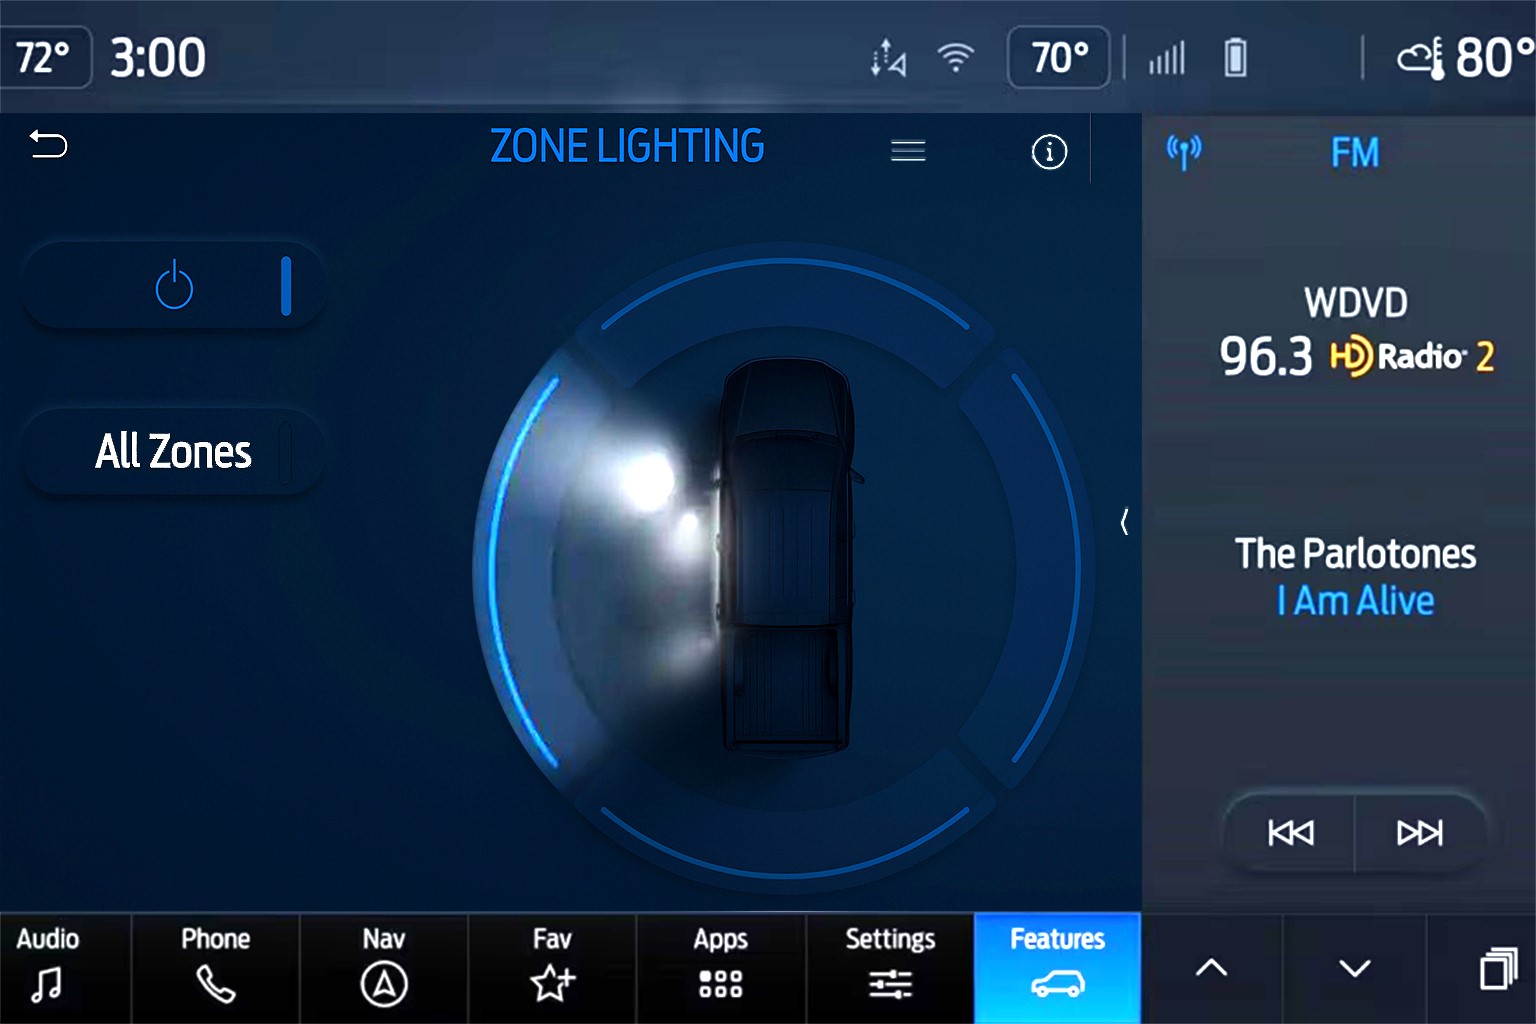 72° 3:00 70° 80°
ZONE LIGHTING
FM
All Zones
WDVD
96.3 HD Radio 2
The Parlotones
I Am Alive
Audio Phone Nav Fav Apps Settings Features